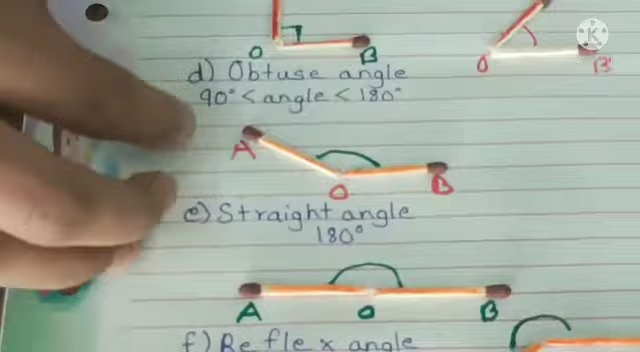 O B
O B
d) Obtuse angle
90° < angle < 180°
A
O B
e) Straight angle
180°
A O B
f) Reflex angle
K